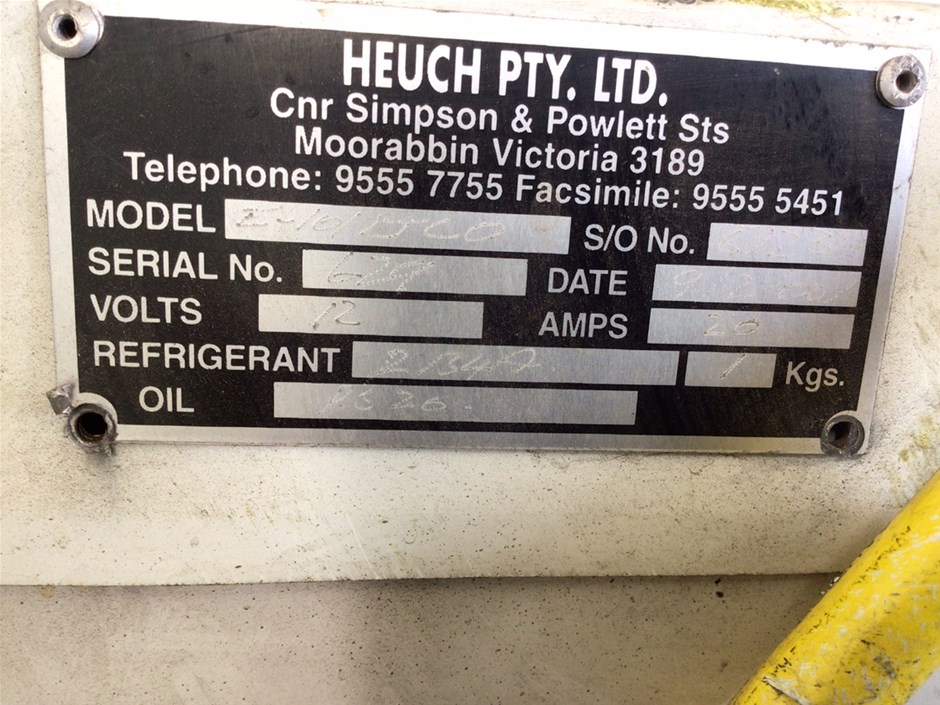 HEUCH PTY. LTD.
Cnr Simpson & Powlett Sts
Moorabbin Victoria 3189
Telephone: 9555 7755 Facsimile: 9555 5451
MODEL S/O No.
SERIAL No. DATE
VOLTS 12 AMPS 20
REFRIGERANT 1 Kgs.
OIL